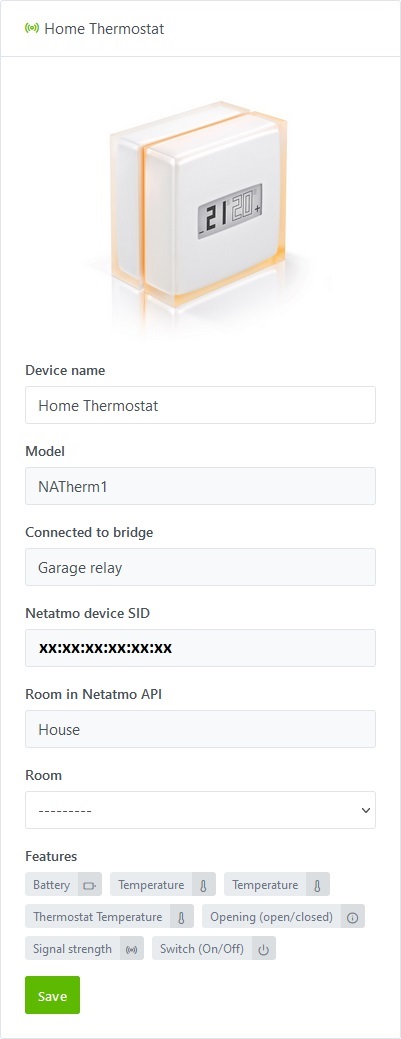 Home Thermostat
21 20
- +
Device name
Home Thermostat
Model
NATherm1
Connected to bridge
Garage relay
Netatmo device SID
xx:xx:xx:xx:xx:xx
Room in Netatmo API
House
Room
---------
Features
Battery Temperature Temperature
Thermostat Temperature Opening (open/closed)
Signal strength Switch (On/Off)
Save